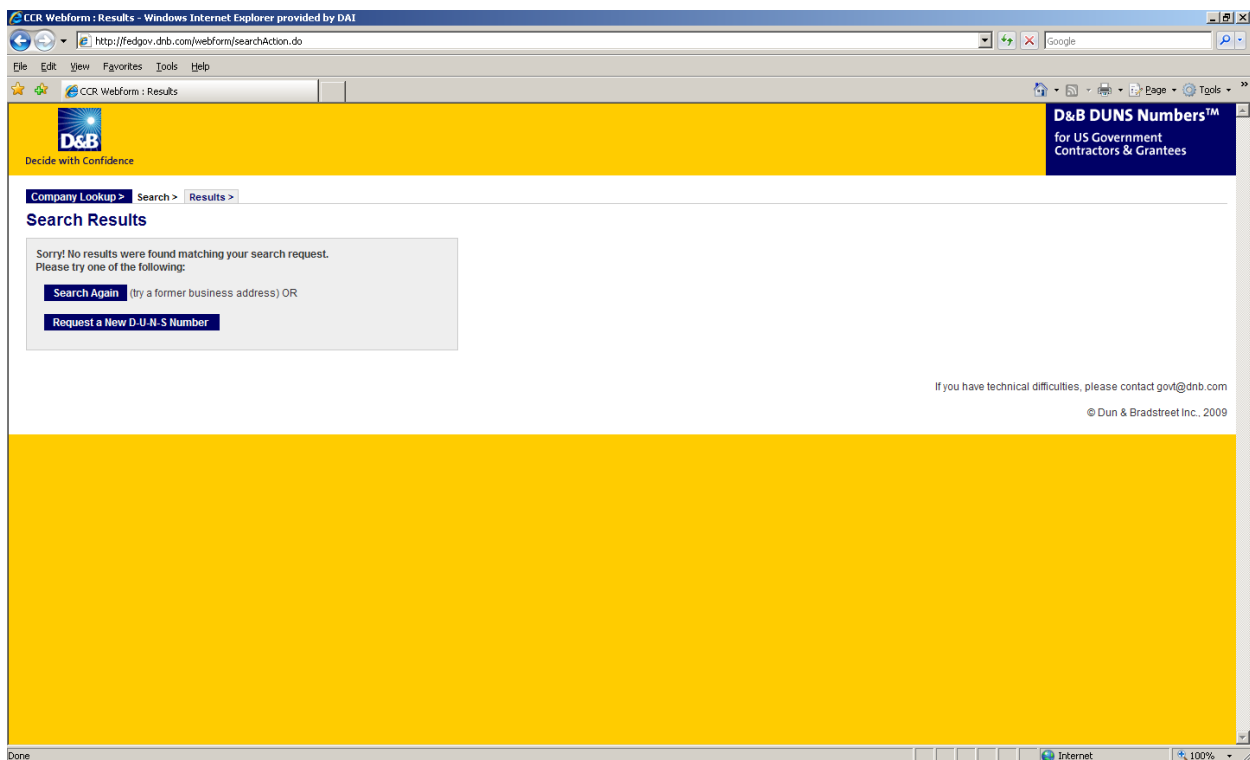 CCR Webform : Results - Windows Internet Explorer provided by DAI
http://fedgov.dnb.com/webform/searchAction.do
Google
File Edit View Favorites Tools Help
CCR Webform : Results
Page Tools »
D&B
Decide with Confidence
D&B DUNS Numbers™
for US Government
Contractors & Grantees
Company Lookup > Search > Results >
Search Results
Sorry! No results were found matching your search request.
Please try one of the following:
Search Again (try a former business address) OR
Request a New D-U-N-S Number
If you have technical difficulties, please contact govt@dnb.com
© Dun & Bradstreet Inc., 2009
Done Internet 100%